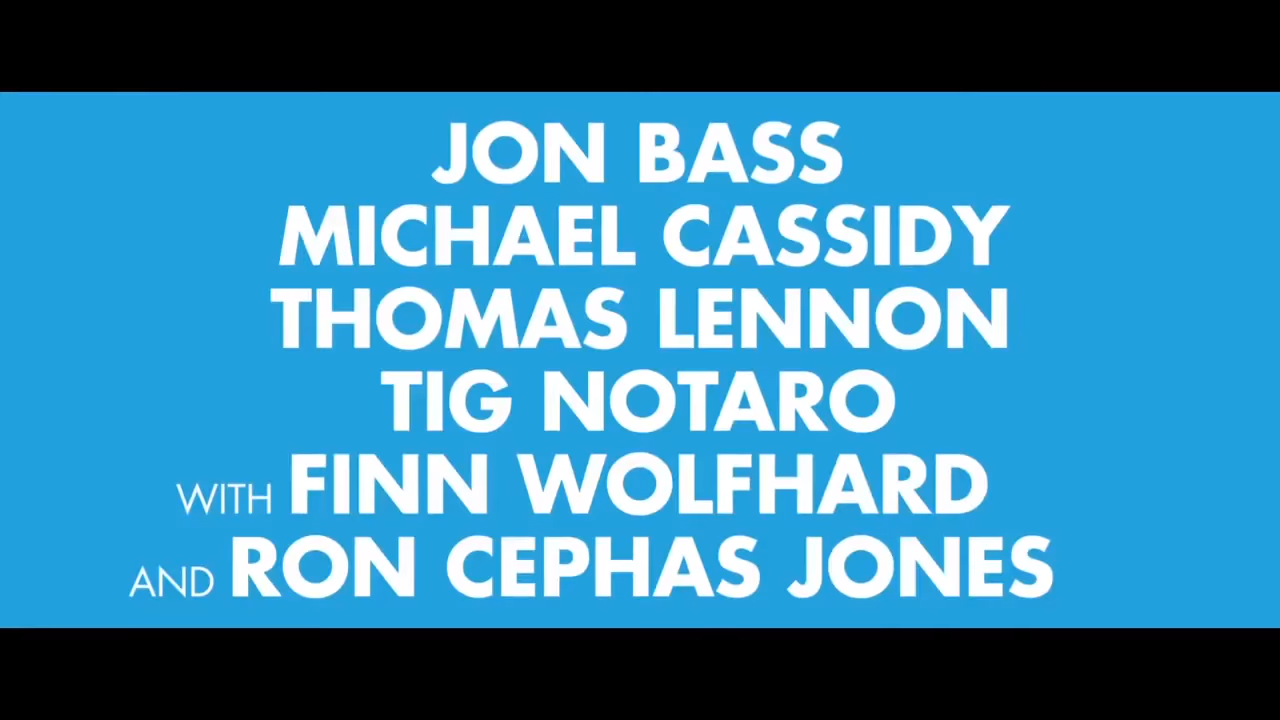 JON BASS
MICHAEL CASSIDY
THOMAS LENNON
TIG NOTARO
WITH FINN WOLFHARD
AND RON CEPHAS JONES